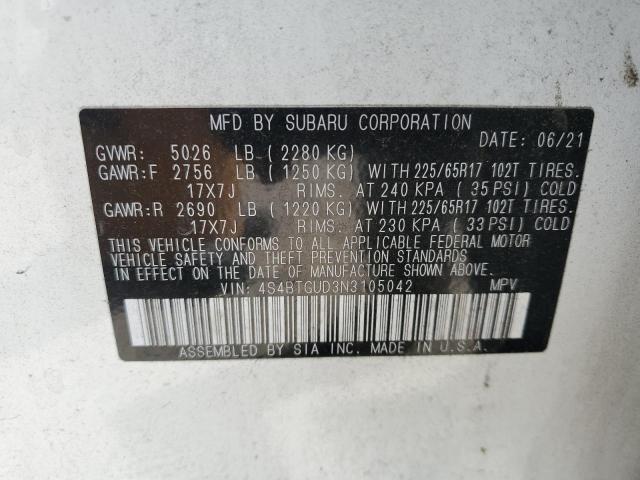 MFD BY SUBARU CORPORATION
DATE: 06/21
GVWR: 5026 LB ( 2280 KG)
GAWR:F 2756 LB ( 1250 KG) WITH 225/65R17 102T TIRES.
17X7J RIMS. AT 240 KPA ( 35 PSI) COLD
GAWR:R 2690 LB ( 1220 KG) WITH 225/65R17 102T TIRES.
17X7J RIMS. AT 230 KPA ( 33 PSI) COLD
THIS VEHICLE CONFORMS TO ALL APPLICABLE FEDERAL MOTOR
VEHICLE SAFETY AND THEFT PREVENTION STANDARDS
IN EFFECT ON THE DATE OF MANUFACTURE SHOWN ABOVE.
VIN: 4S4BTGUD3N3105042 MPV
ASSEMBLED BY SIA INC. MADE IN U.S.A.